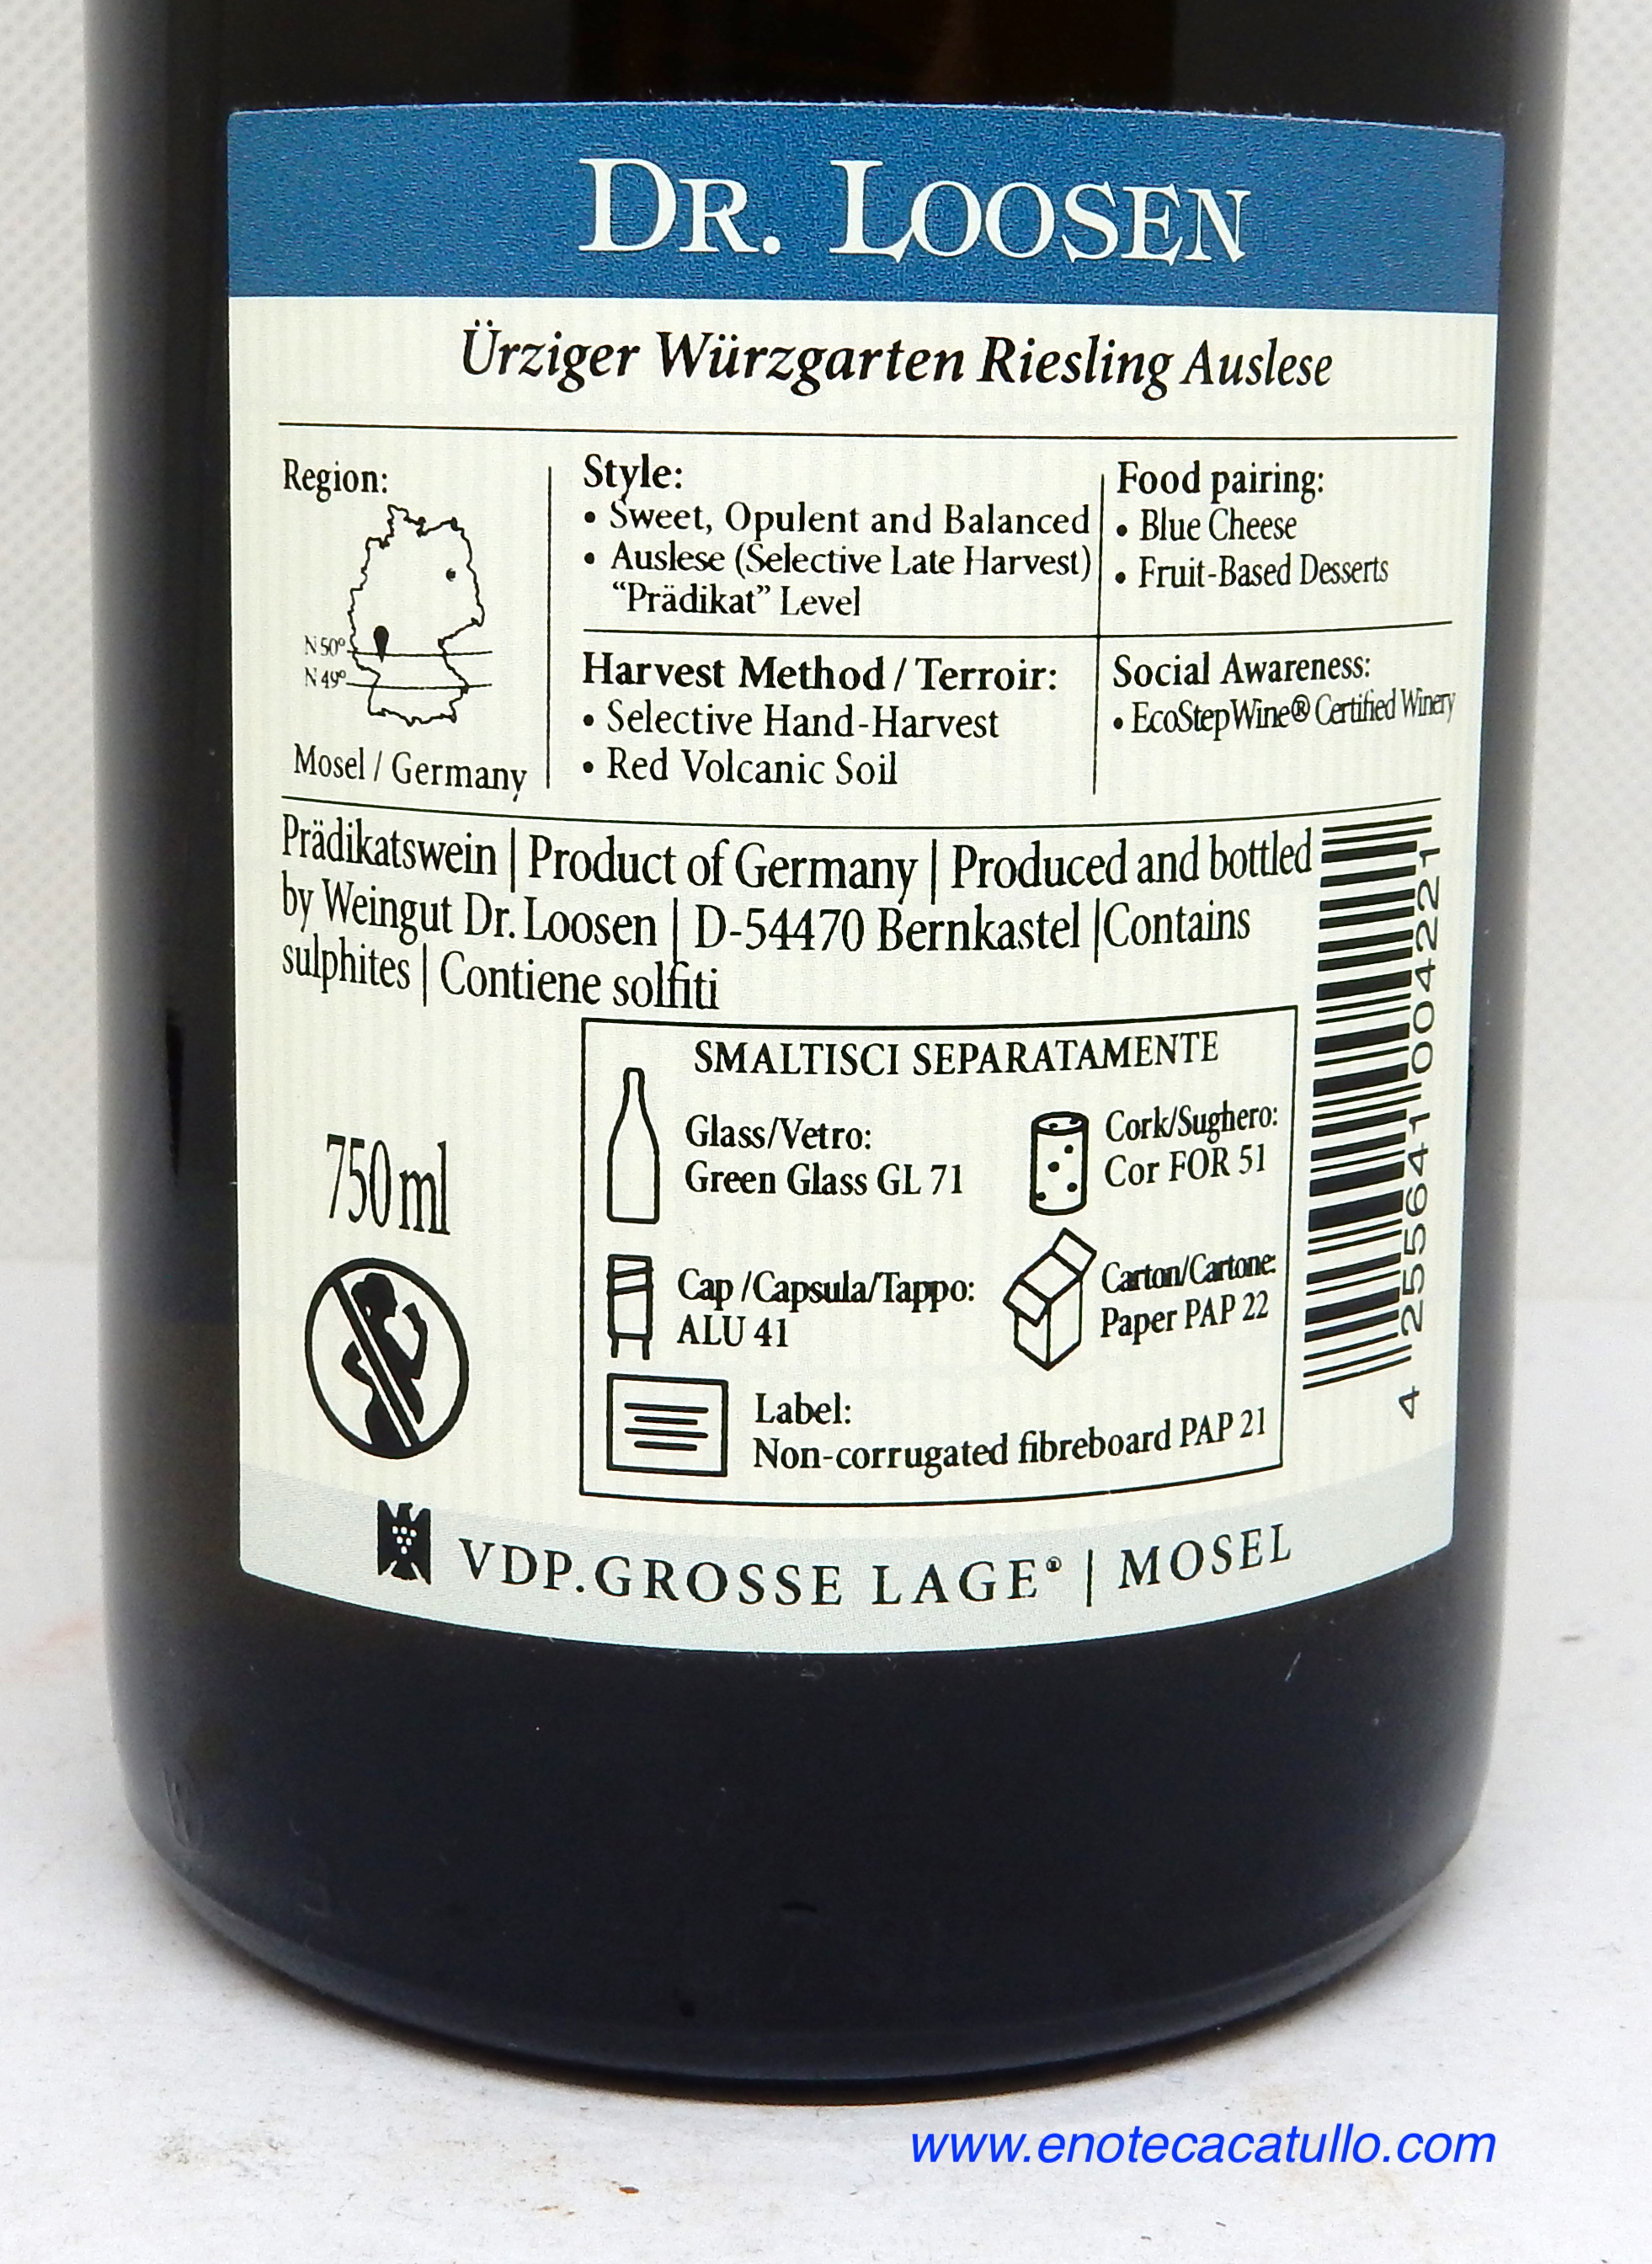 DR. LOOSEN
Ürziger Würzgarten Riesling Auslese
Region:
N 50°
N 49°
Mosel / Germany
Style:
• Sweet, Opulent and Balanced
• Auslese (Selective Late Harvest)
“Prädikat” Level
Food pairing:
• Blue Cheese
• Fruit-Based Desserts
Harvest Method / Terroir:
• Selective Hand-Harvest
• Red Volcanic Soil
Social Awareness:
• EcoStepWine® Certified Winery
Prädikatswein | Product of Germany | Produced and bottled
by Weingut Dr. Loosen | D-54470 Bernkastel | Contains
sulphites | Contiene solfiti
750 ml
SMALTISCI SEPARATAMENTE
Glass/Vetro:
Green Glass GL 71
Cork/Sughero:
Cor FOR 51
Cap /Capsula/Tappo:
ALU 41
Carton/Cartone:
Paper PAP 22
Label:
Non-corrugated fibreboard PAP 21
4 255641 004221
VDP.GROSSE LAGE® | MOSEL
www.enotecacatullo.com